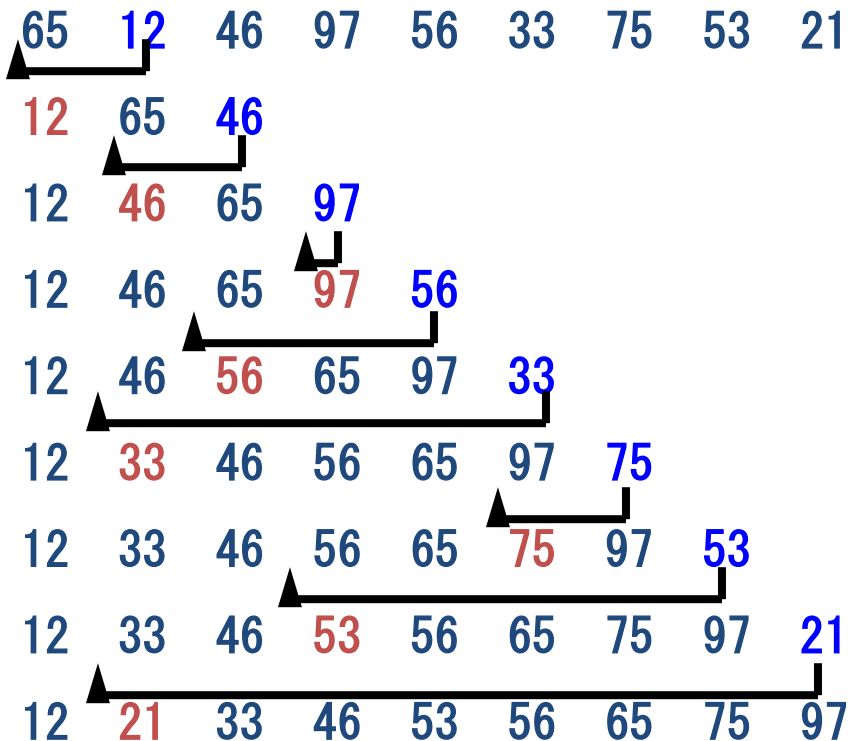 65 12 46 97 56 33 75 53 21
12 65 46
12 46 65 97
12 46 65 97 56
12 46 56 65 97 33
12 33 46 56 65 97 75
12 33 46 56 65 75 97 53
12 33 46 53 56 65 75 97 21
12 21 33 46 53 56 65 75 97